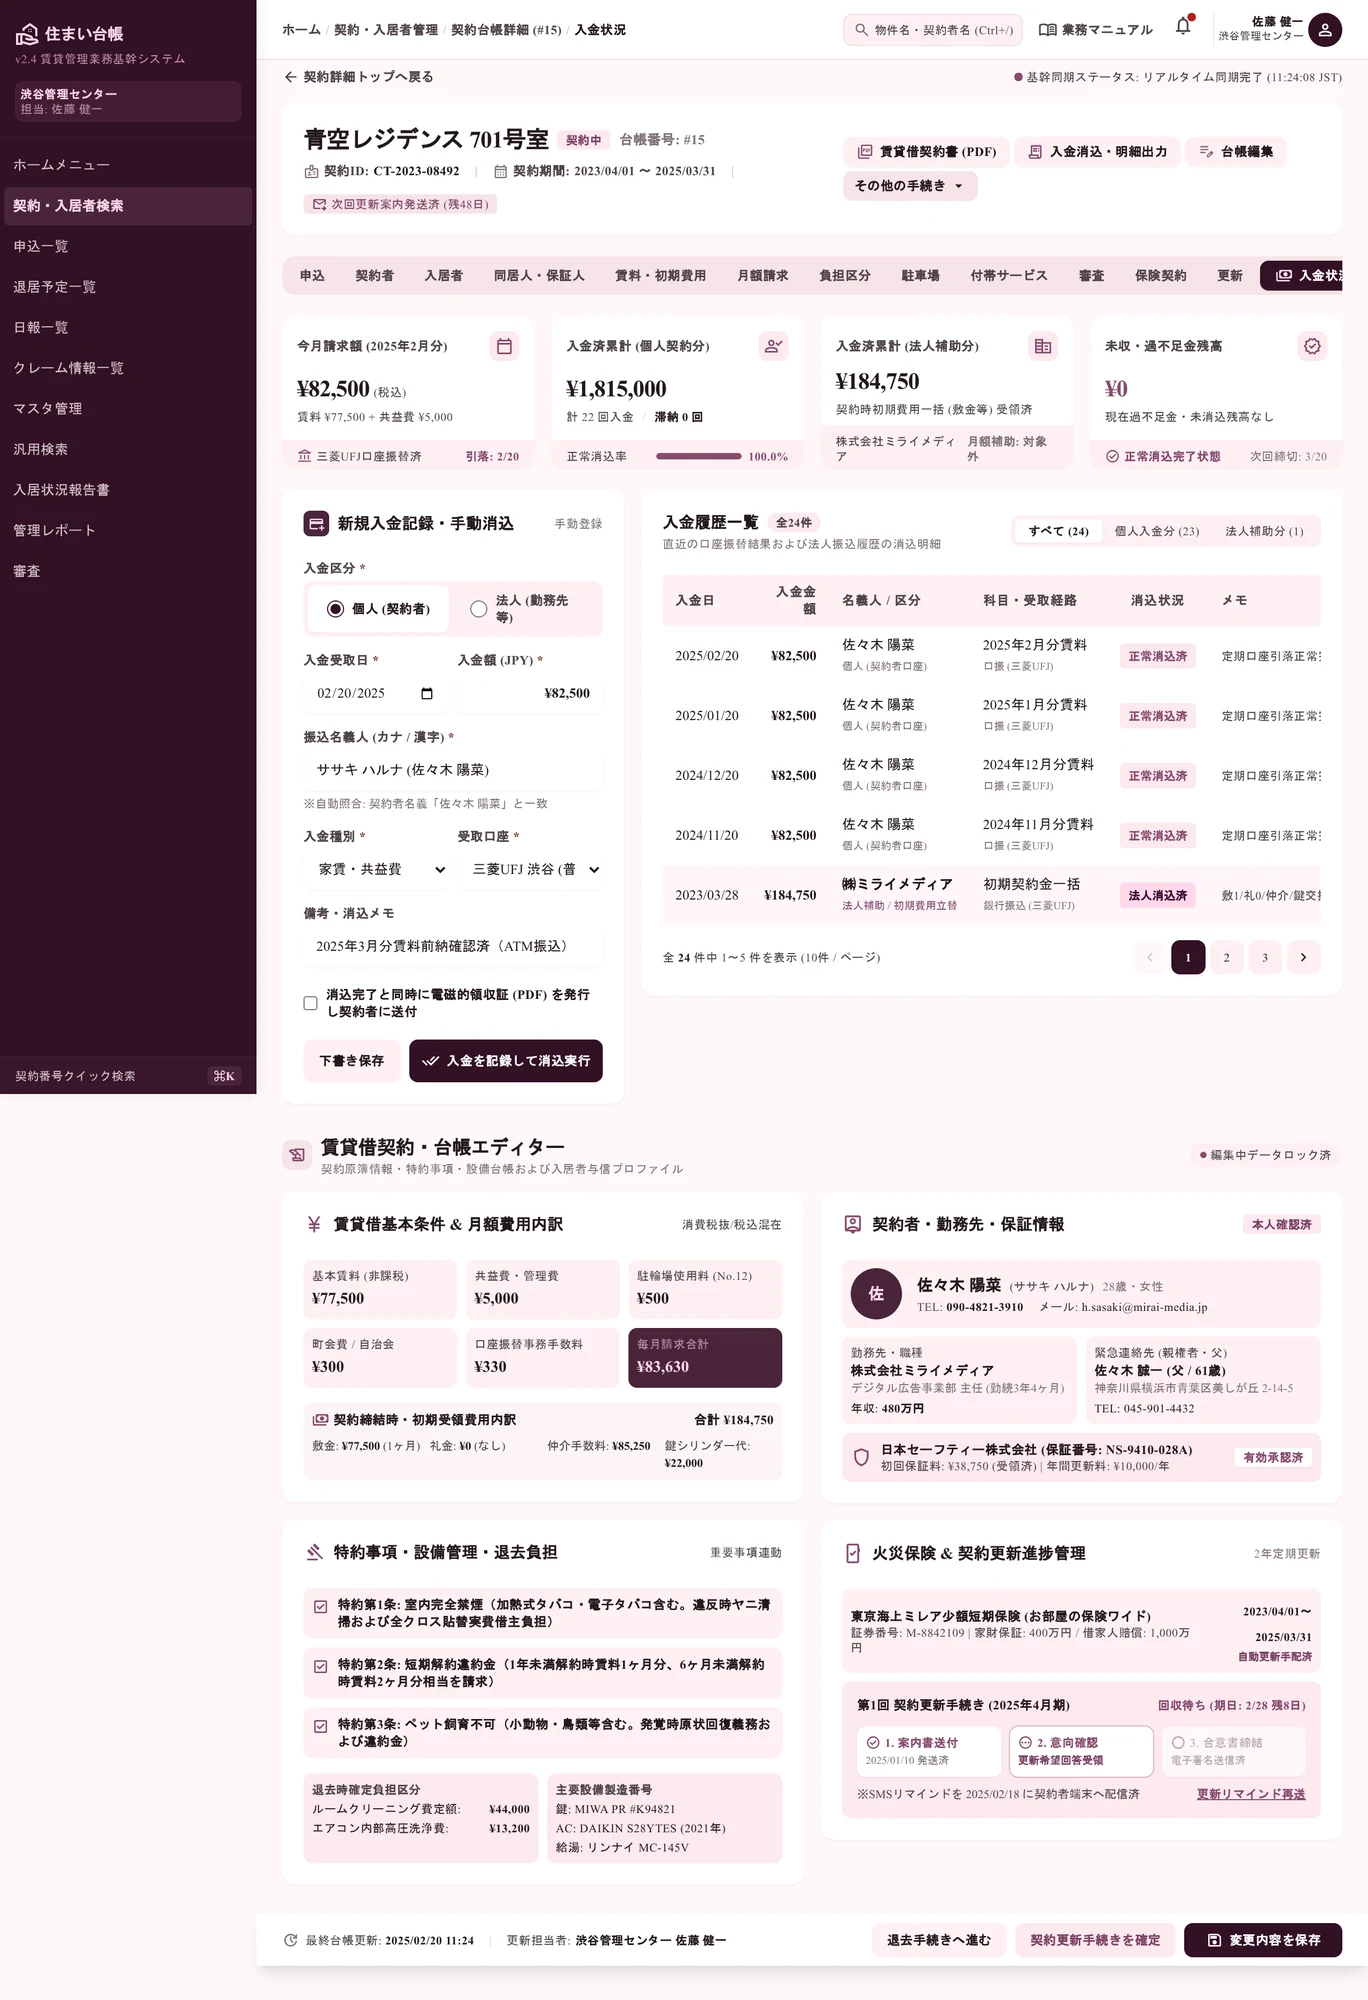 住まい台帳
v2.4 賃貸管理業務基幹システム
渋谷管理センター
担当: 佐藤 健一
ホームメニュー
契約・入居者検索
申込一覧
退居予定一覧
日報一覧
クレーム情報一覧
マスタ管理
汎用検索
入居状況報告書
管理レポート
審査
契約番号クイック検索 ⌘K
ホーム / 契約・入居者管理 / 契約台帳詳細 (#15) / 入金状況
物件名・契約者名 (Ctrl+/)
業務マニュアル
佐藤 健一
渋谷管理センター
契約詳細トップへ戻る
基幹同期ステータス: リアルタイム同期完了 (11:24:08 JST)
青空レジデンス 701号室 契約中 台帳番号: #15
契約ID: CT-2023-08492 | 契約期間: 2023/04/01 〜 2025/03/31 |
次回更新案内発送済 (残48日)
賃貸借契約書 (PDF)
入金消込・明細出力
台帳編集
その他の手続き
申込 契約者 入居者 同居人・保証人 賃料・初期費用 月額請求 負担区分 駐車場 付帯サービス 審査 保険契約 更新 入金状
今月請求額 (2025年2月分)
¥82,500 (税込)
賃料 ¥77,500 + 共益費 ¥5,000
三菱UFJ口座振替済 引落: 2/20
入金済累計 (個人契約分)
¥1,815,000
計 22 回入金 / 滞納 0 回
正常消込率 100.0%
入金済累計 (法人補助分)
¥184,750
契約時初期費用一括 (敷金等) 受領済
株式会社ミライメディア
月額補助: 対象外
未収・過不足金残高
¥0
現在過不足金・未消込残高なし
正常消込完了状態 次回締切: 3/20
新規入金記録・手動消込 手動登録
入金区分 *
個人 (契約者)
法人 (勤務先
等)
入金受取日 * 入金額 (JPY) *
02/20/2025 ¥82,500
振込名義人 (カナ / 漢字) *
ササキ ハルナ (佐々木 陽菜)
※自動照合: 契約者名義「佐々木 陽菜」と一致
入金種別 * 受取口座 *
家賃・共益費 三菱UFJ 渋谷 (普
備考・消込メモ
2025年3月分賃料前納確認済（ATM振込）
消込完了と同時に電磁的領収証 (PDF) を発行
し契約者に送付
下書き保存
入金を記録して消込実行
入金履歴一覧 全24件
直近の口座振替結果および法人振込履歴の消込明細
すべて (24) 個人入金分 (23) 法人補助分 (1)
入金日 入金金額 名義人 / 区分 科目・受取経路 消込状況 メモ
2025/02/20 ¥82,500 佐々木 陽菜 2025年2月分賃料 正常消込済 定期口座引落正常
個人 (契約者口座) 口振 (三菱UFJ)
2025/01/20 ¥82,500 佐々木 陽菜 2025年1月分賃料 正常消込済 定期口座引落正常
個人 (契約者口座) 口振 (三菱UFJ)
2024/12/20 ¥82,500 佐々木 陽菜 2024年12月分賃料 正常消込済 定期口座引落正常
個人 (契約者口座) 口振 (三菱UFJ)
2024/11/20 ¥82,500 佐々木 陽菜 2024年11月分賃料 正常消込済 定期口座引落正常
個人 (契約者口座) 口振 (三菱UFJ)
2023/03/28 ¥184,750 ㈱ミライメディア 初期契約金一括 法人消込済 敷1/礼0/仲介/鍵交
法人補助 / 初期費用立替 銀行振込 (三菱UFJ)
全 24 件中 1〜5 件を表示 (10件 / ページ)
1 2 3
賃貸借契約・台帳エディター
契約原簿情報・特約事項・設備台帳および入居者与信プロファイル
編集中データロック済
賃貸借基本条件 & 月額費用内訳 消費税抜/税込混在
基本賃料 (非課税) 共益費・管理費 駐輪場使用料 (No.12)
¥77,500 ¥5,000 ¥500
町会費 / 自治会 口座振替事務手数料 毎月請求合計
¥300 ¥330 ¥83,630
契約締結時・初期受領費用内訳 合計 ¥184,750
敷金: ¥77,500 (1ヶ月) 礼金: ¥0 (なし) 仲介手数料: ¥85,250 鍵シリンダー代:
¥22,000
契約者・勤務先・保証情報 本人確認済
佐
佐々木 陽菜 (ササキ ハルナ) 28歳・女性
TEL: 090-4821-3910 メール: h.sasaki@mirai-media.jp
勤務先・職種
株式会社ミライメディア
デジタル広告事業部 主任 (勤続3年4ヶ月)
年収: 480万円
緊急連絡先 (親権者・父)
佐々木 誠一 (父 / 61歳)
神奈川県横浜市青葉区美しが丘 2-14-5
TEL: 045-901-4432
日本セーフティー株式会社 (保証番号: NS-9410-028A)
初回保証料: ¥38,750 (受領済) | 年間更新料: ¥10,000/年
有効承認済
特約事項・設備管理・退去負担 重要事項連動
特約第1条: 室内完全禁煙（加熱式タバコ・電子タバコ含む。違反時ヤニ清
掃および全クロス貼替実費借主負担）
特約第2条: 短期解約違約金（1年未満解約時賃料1ヶ月分、6ヶ月未満解約
時賃料2ヶ月分相当を請求）
特約第3条: ペット飼育不可（小動物・鳥類等含む。発覚時原状回復義務お
よび違約金）
退去時確定負担区分
ルームクリーニング費定額: ¥44,000
エアコン内部高圧洗浄費: ¥13,200
主要設備製造番号
鍵: MIWA PR #K94821
AC: DAIKIN S28YTES (2021年)
給湯: リンナイ MC-145V
火災保険 & 契約更新進捗管理 2年定期更新
東京海上ミレア少額短期保険 (お部屋の保険ワイド)
証券番号: M-8842109 | 家財保証: 400万円 / 借家人賠償: 1,000万
円
2023/04/01〜
2025/03/31
自動更新手配済
第1回 契約更新手続き (2025年4月期) 回収待ち (期日: 2/28 残8日)
1. 案内書送付
2025/01/10 発送済
2. 意向確認
更新希望回答受領
3. 合意書締結
電子署名送信済
※SMSリマインドを 2025/02/18 に契約者端末へ配信済 更新リマインド再送
最終台帳更新: 2025/02/20 11:24 | 更新担当者: 渋谷管理センター 佐藤 健一
退去手続きへ進む
契約更新手続きを確定
変更内容を保存